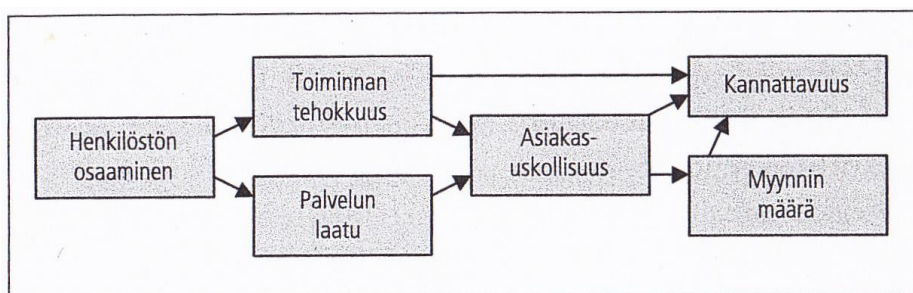 Henkilöstön
osaaminen
Toiminnan
tehokkuus
Palvelun
laatu
Asiakas-
uskollisuus
Kannattavuus
Myynnin
määrä